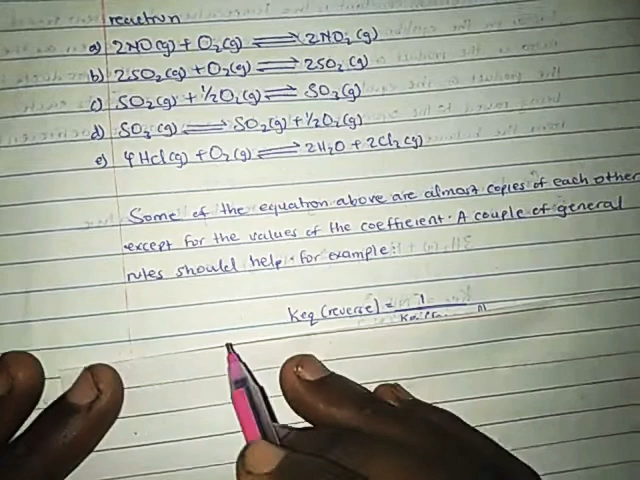 reaction
a) 2NO(g) + O₂(g) ⇌ 2NO₂(g)
b) 2SO₂(g) + O₂(g) ⇌ 2SO₂(g)
c) SO₂(g) + ½O₂(g) ⇌ SO₃(g)
d) SO₃(g) ⇌ SO₂(g) + ½O₂(g)
e) 4Hcl(g) + O₂(g) ⇌ 2H₂O + 2Cl₂(g)
Some of the equation above are almost copies of each other
except for the values of the coefficient. A couple of general
rules should help. for example:
Keq (reverse) = 1